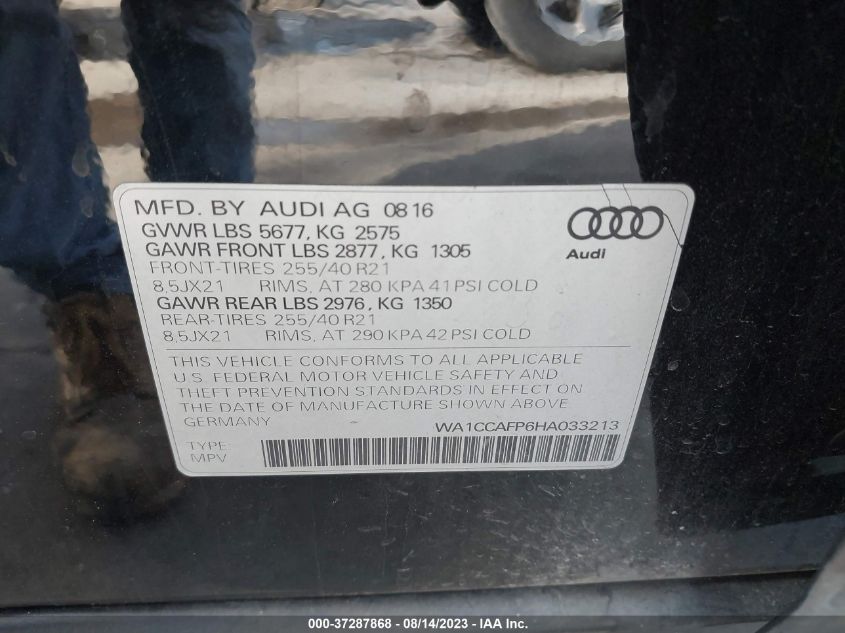 MFD. BY AUDI AG 08 16
GVWR LBS 5677, KG 2575
GAWR FRONT LBS 2877, KG 1305
FRONT-TIRES 255/40 R21
8,5JX21 RIMS, AT 280 KPA 41 PSI COLD
GAWR REAR LBS 2976, KG 1350
REAR-TIRES 255/40 R21
8,5JX21 RIMS, AT 290 KPA 42 PSI COLD
Audi
THIS VEHICLE CONFORMS TO ALL APPLICABLE
U.S. FEDERAL MOTOR VEHICLE SAFETY AND
THEFT PREVENTION STANDARDS IN EFFECT ON
THE DATE OF MANUFACTURE SHOWN ABOVE.
GERMANY WA1CCAFP6HA033213
TYPE:
MPV
000-37287868 - 08/14/2023 - IAA Inc.